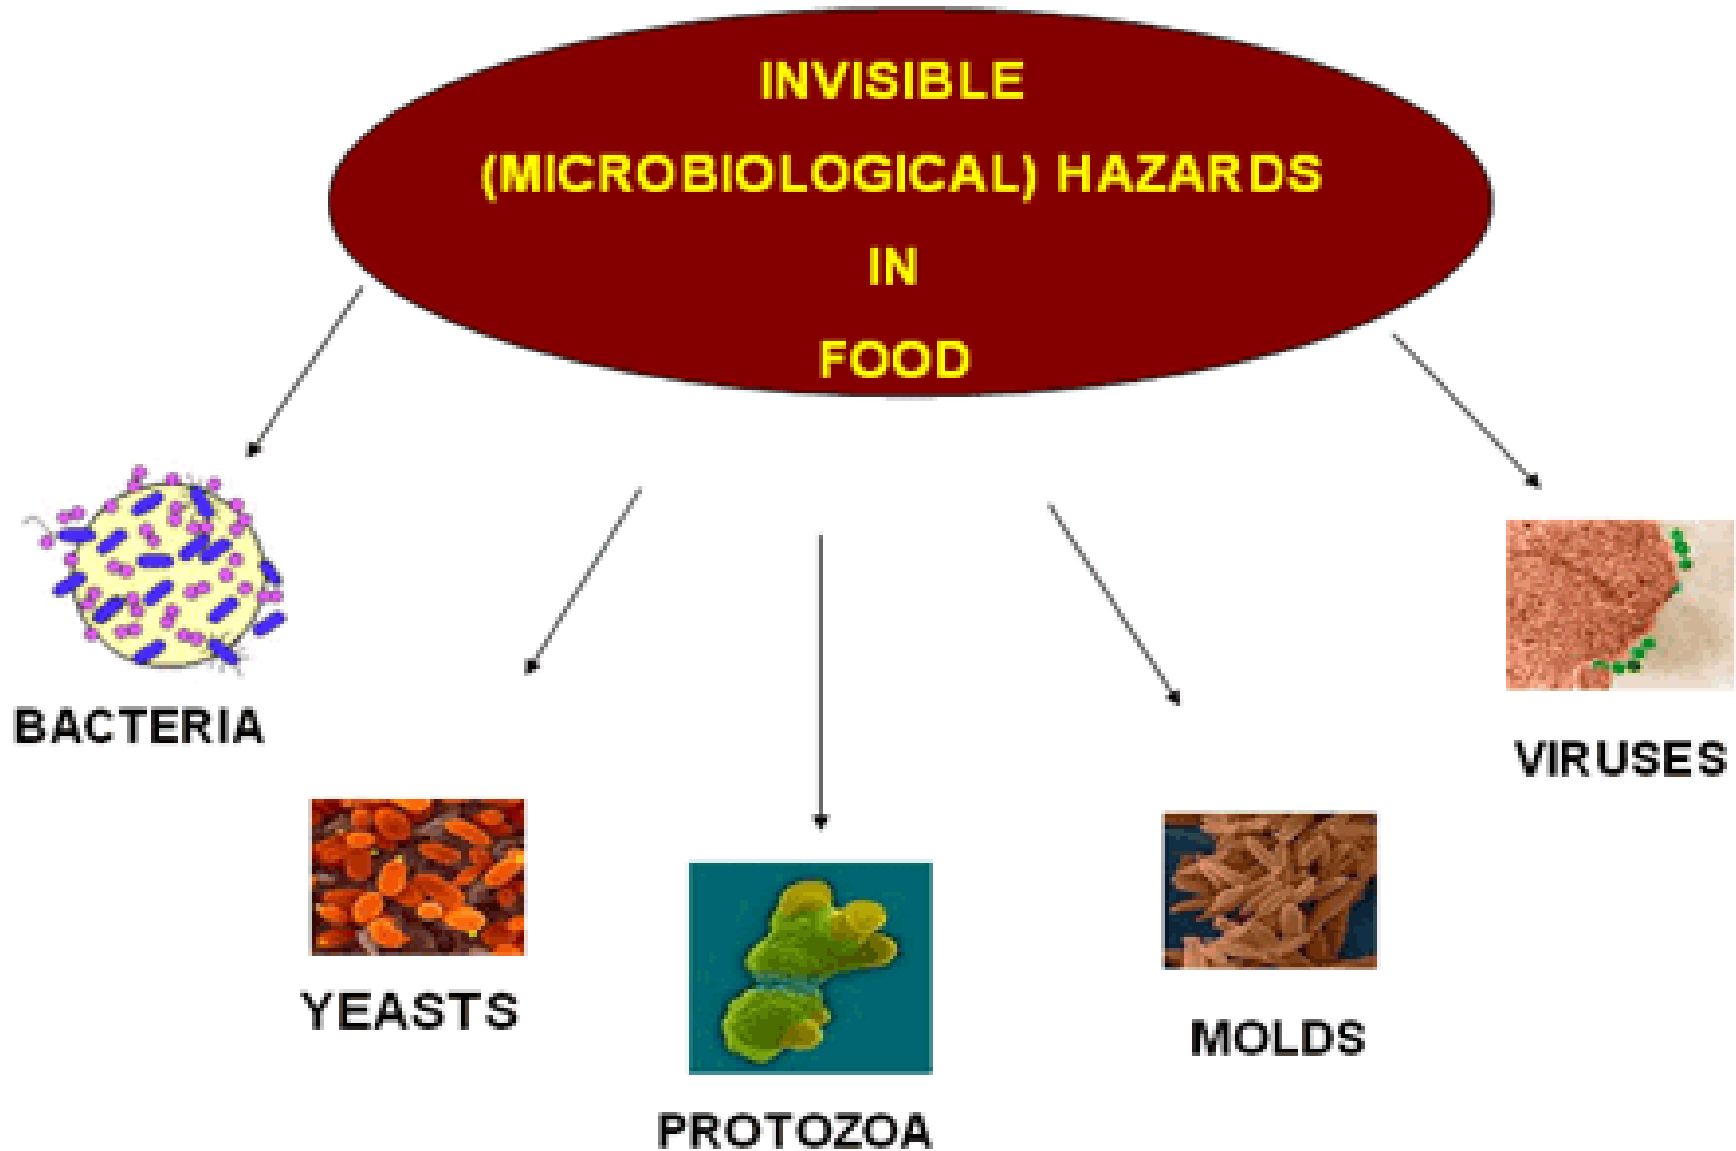 INVISIBLE
(MICROBIOLOGICAL) HAZARDS
IN
FOOD
BACTERIA
VIRUSES
YEASTS
MOLDS
PROTOZOA